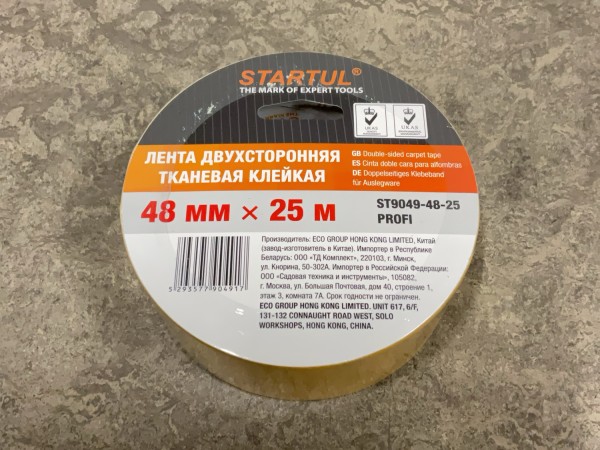 STARTUL®
THE MARK OF EXPERT TOOLS
UKAS
UKAS
ЛЕНТА ДВУХСТОРОННЯЯ
ТКАНЕВАЯ КЛЕЙКАЯ
GB Double-sided carpet tape
ES Cinta doble cara para alfombras
DE Doppelseitiges Klebeband
für Auslegware
48 мм × 25 м
ST9049-48-25
PROFI
Производитель: ECO GROUP HONG KONG LIMITED, Китай
(завод-изготовитель в Китае). Импортер в Республике
Беларусь: ООО «ТД Комплект», 220103, г. Минск,
ул. Кнорина, 50-302А. Импортер в Российской Федерации:
ООО «Садовая техника и инструменты», 105082,
г. Москва, ул. Большая Почтовая, дом 40, строение 1,
этаж 3, комната 7А. Срок годности не ограничен.
ECO GROUP HONG KONG LIMITED. UNIT 617, 6/F,
131-132 CONNAUGHT ROAD WEST, SOLO
WORKSHOPS, HONG KONG, CHINA.
5 293577 904917